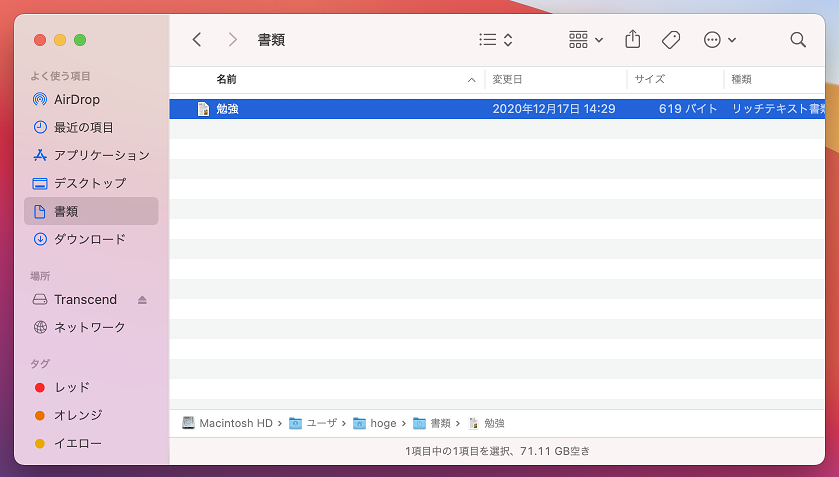 書類
よく使う項目
AirDrop
最近の項目
アプリケーション
デスクトップ
書類
ダウンロード
場所
Transcend
ネットワーク
タグ
レッド
オレンジ
イエロー
名前 変更日 サイズ 種類
勉強 2020年12月17日 14:29 619 バイト リッチテキスト書類
Macintosh HD › ユーザ › hoge › 書類 › 勉強
1項目中の1項目を選択、71.11 GB空き